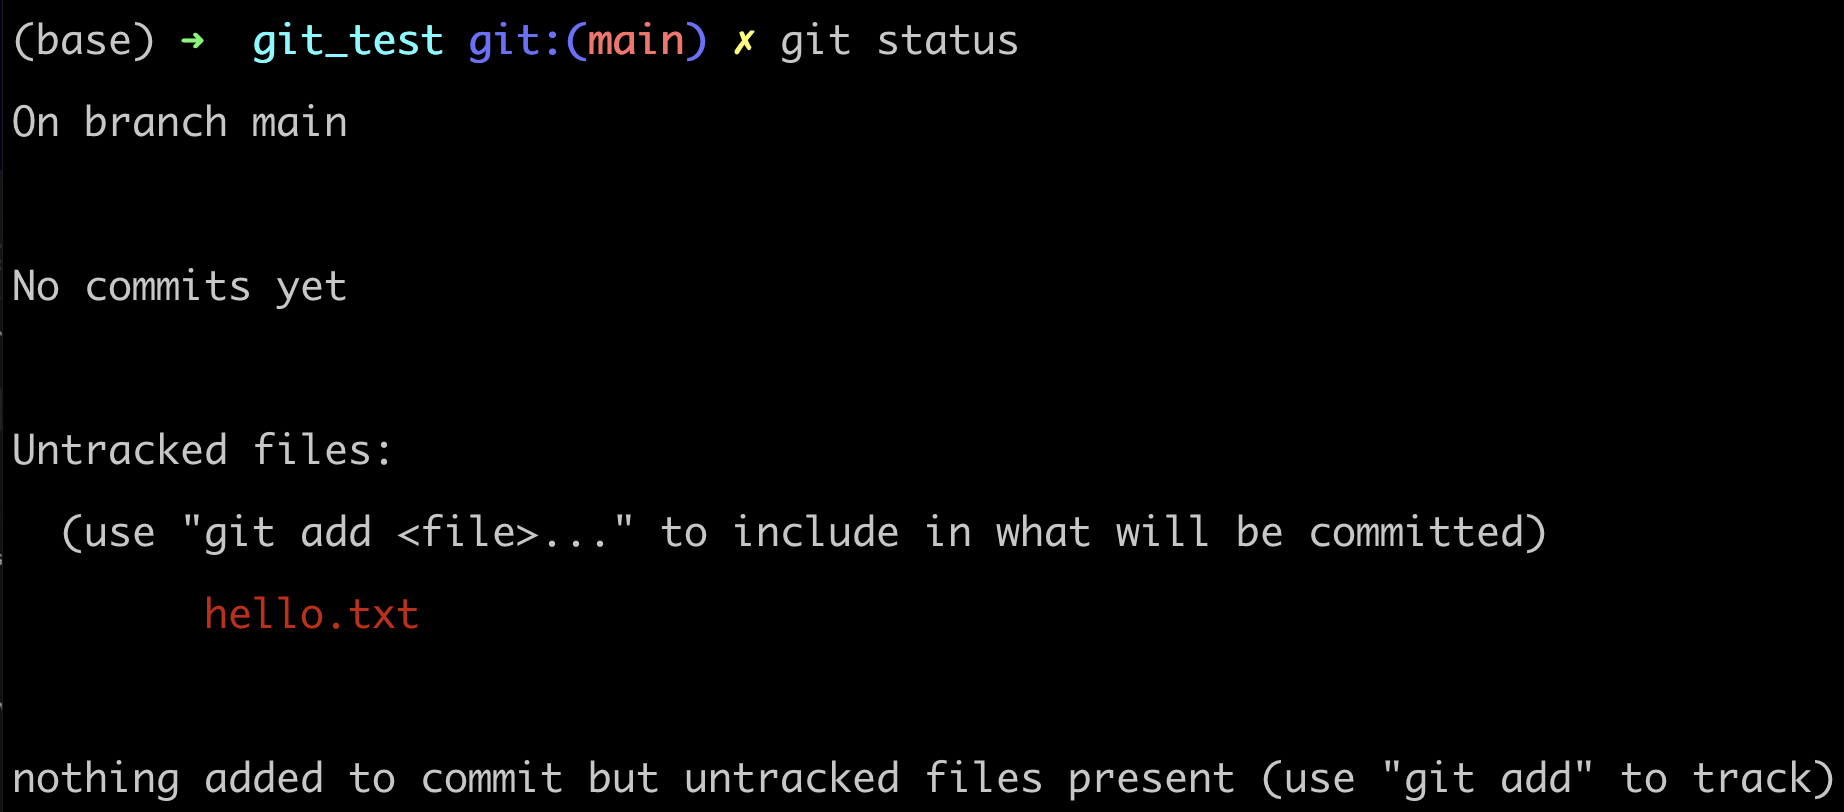 (base) ➜  git_test git:(main) ✗ git status
On branch main
No commits yet
Untracked files:
  (use "git add <file>..." to include in what will be committed)
        hello.txt
nothing added to commit but untracked files present (use "git add" to track)